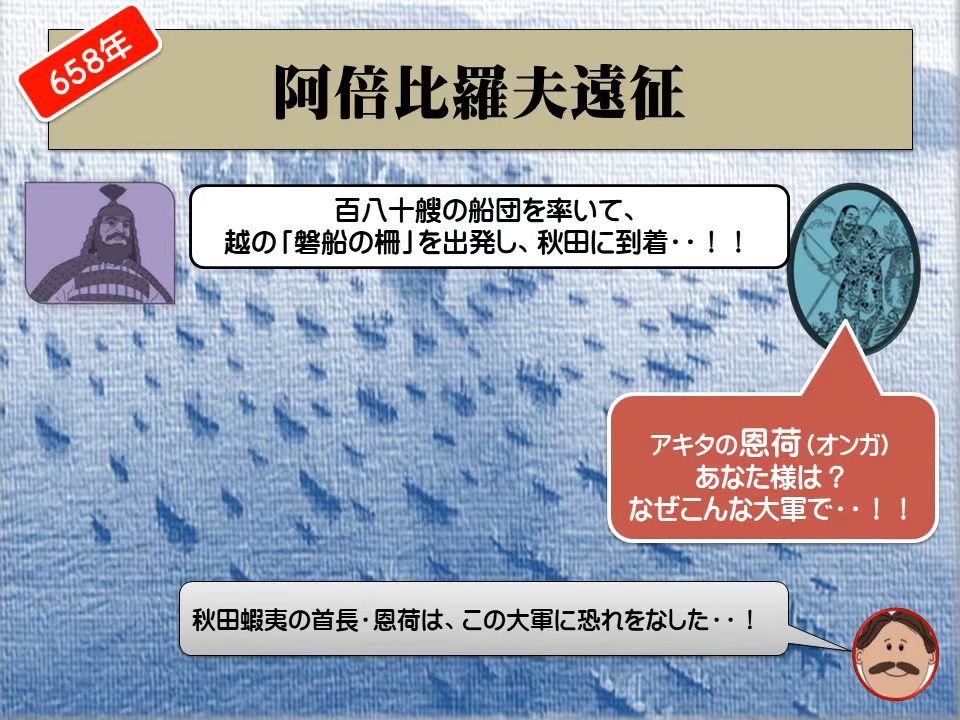 658年
阿倍比羅夫遠征
百八十艘の船団を率いて、
越の「磐船の柵」を出発し、秋田に到着・・！！
アキタの恩荷（オンガ）
あなた様は？
なぜこんな大軍で・・！！
秋田蝦夷の首長・恩荷は、この大軍に恐れをなした・・！